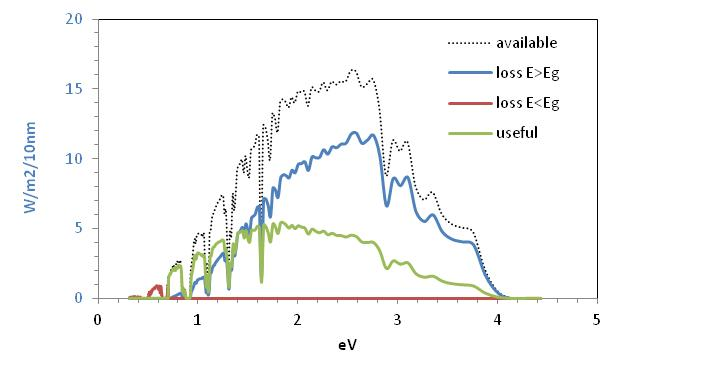 20
15
10
5
0
W/m2/10nm
available
loss E>Eg
loss E<Eg
useful
0 1 2 3 4 5
eV